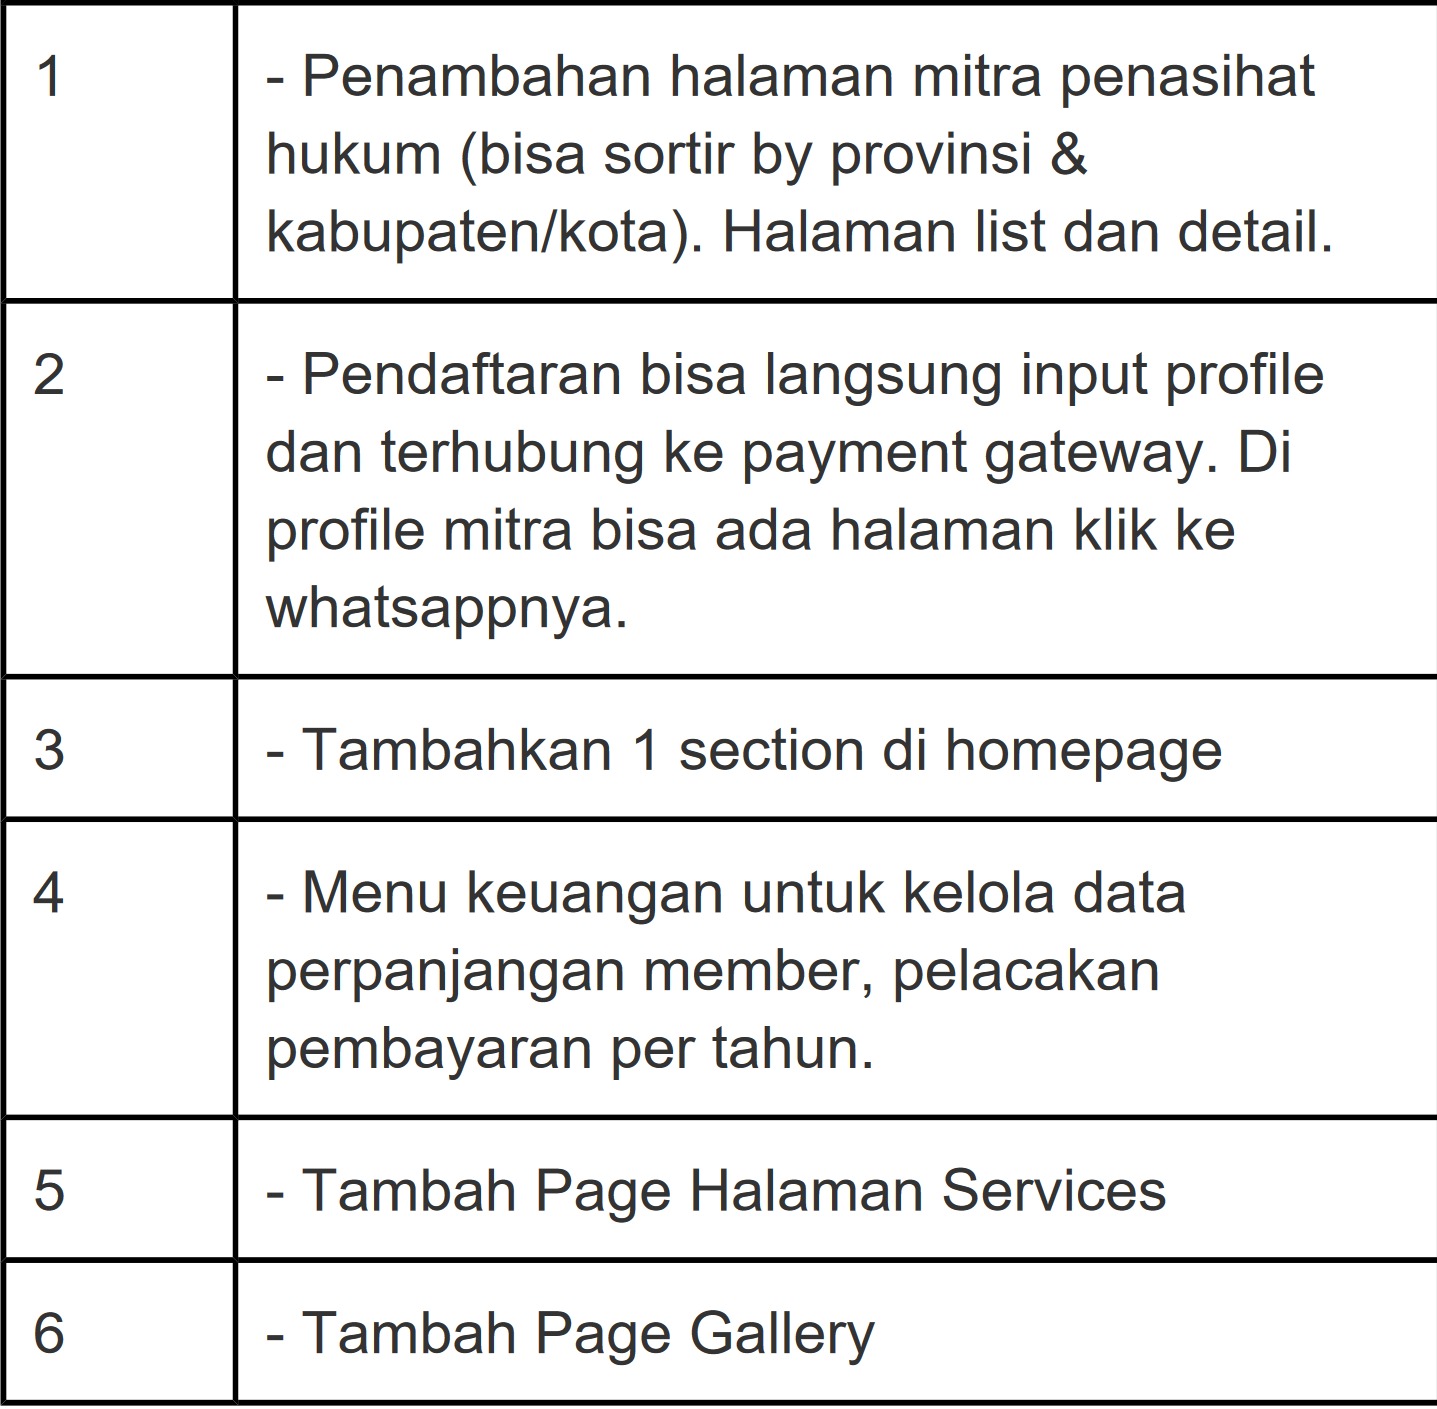 1
- Penambahan halaman mitra penasihat
hukum (bisa sortir by provinsi &
kabupaten/kota). Halaman list dan detail.
2
- Pendaftaran bisa langsung input profile
dan terhubung ke payment gateway. Di
profile mitra bisa ada halaman klik ke
whatsappnya.
3
- Tambahkan 1 section di homepage
4
- Menu keuangan untuk kelola data
perpanjangan member, pelacakan
pembayaran per tahun.
5
- Tambah Page Halaman Services
6
- Tambah Page Gallery